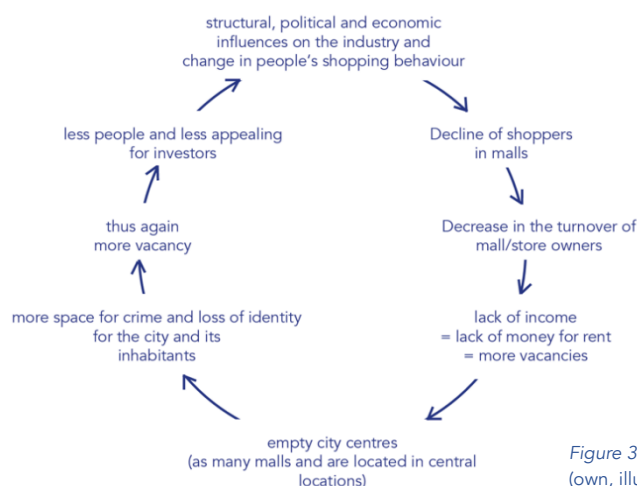 structural, political and economic
influences on the industry and
change in people's shopping behaviour
less people and less appealing
for investors
Decline of shoppers
in malls
thus again
more vacancy
Decrease in the turnover of
mall/store owners
more space for crime and loss of identity
for the city and its
inhabitants
lack of income
= lack of money for rent
= more vacancies
empty city centres
(as many malls and are located in central
locations)
Figure 3
(own, illu